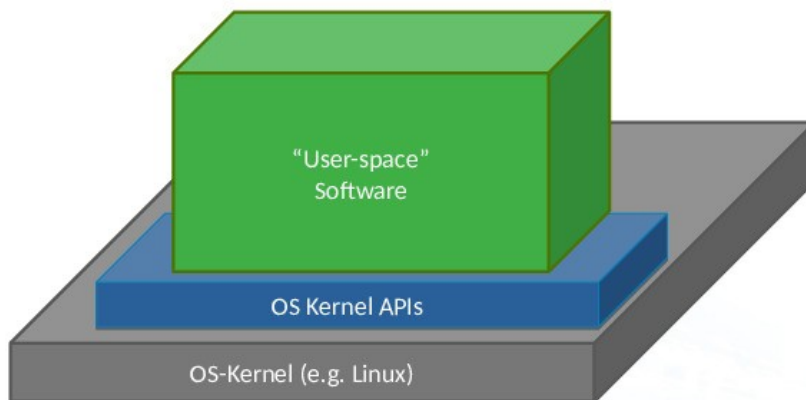 “User-space”
Software
OS Kernel APIs
OS-Kernel (e.g. Linux)